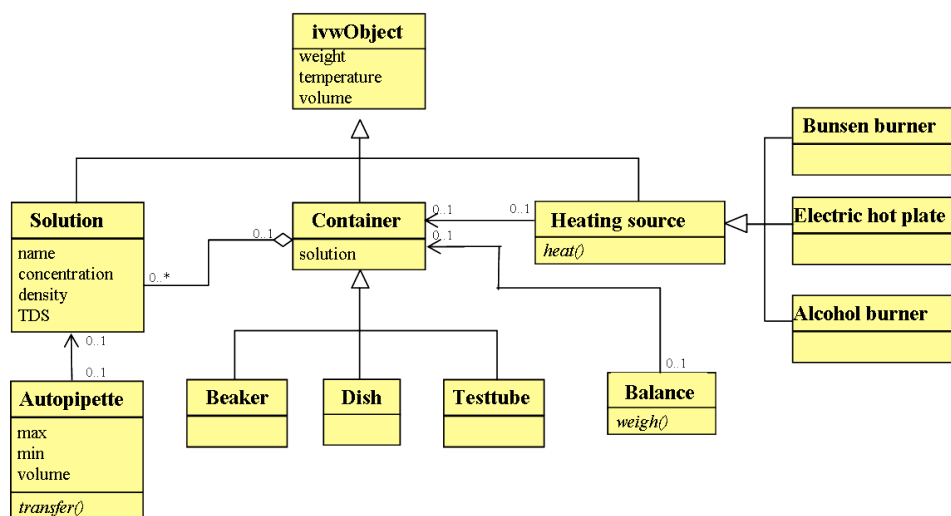 ivwObject
weight
temperature
volume
Bunsen burner
Solution
name
concentration
density
TDS
0..1
0..*
Container
solution
0..1
0..1
0..1
Heating source
heat()
Electric hot plate
Alcohol burner
0..1
0..1
Autopipette
max
min
volume
transfer()
Beaker
Dish
Testtube
0..1
Balance
weigh()